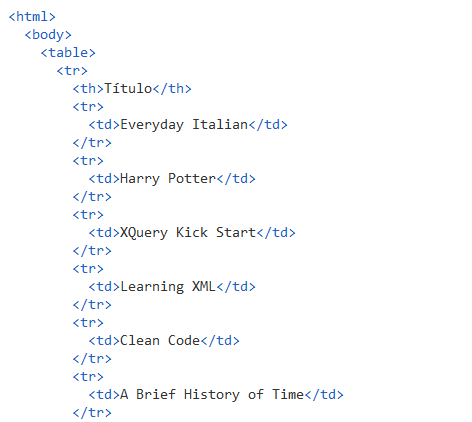 <html>
<body>
<table>
<tr>
<th>Título</th>
<tr>
<td>Everyday Italian</td>
</tr>
<tr>
<td>Harry Potter</td>
</tr>
<tr>
<td>XQuery Kick Start</td>
</tr>
<tr>
<td>Learning XML</td>
</tr>
<tr>
<td>Clean Code</td>
</tr>
<tr>
<td>A Brief History of Time</td>
</tr>